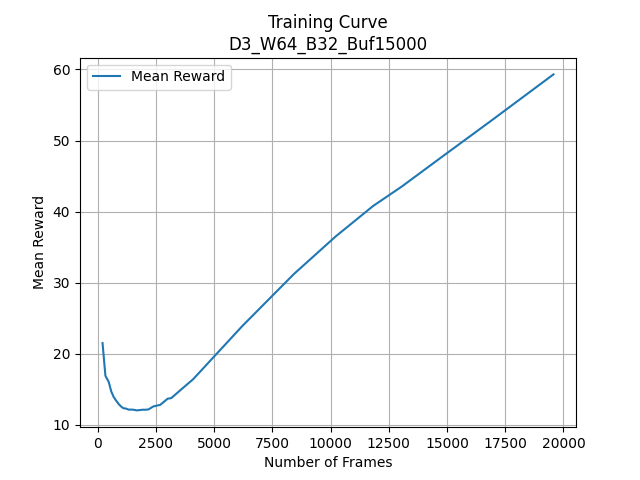 Training Curve
D3_W64_B32_Buf15000
Mean Reward
60
50
40
30
20
10
Mean Reward
0 2500 5000 7500 10000 12500 15000 17500 20000
Number of Frames